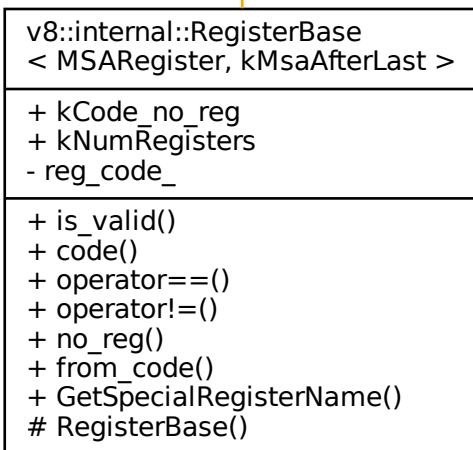 v8::internal::RegisterBase
< MSARegister, kMsaAfterLast >
+ kCode_no_reg
+ kNumRegisters
- reg_code_
+ is_valid()
+ code()
+ operator==()
+ operator!=()
+ no_reg()
+ from_code()
+ GetSpecialRegisterName()
# RegisterBase()